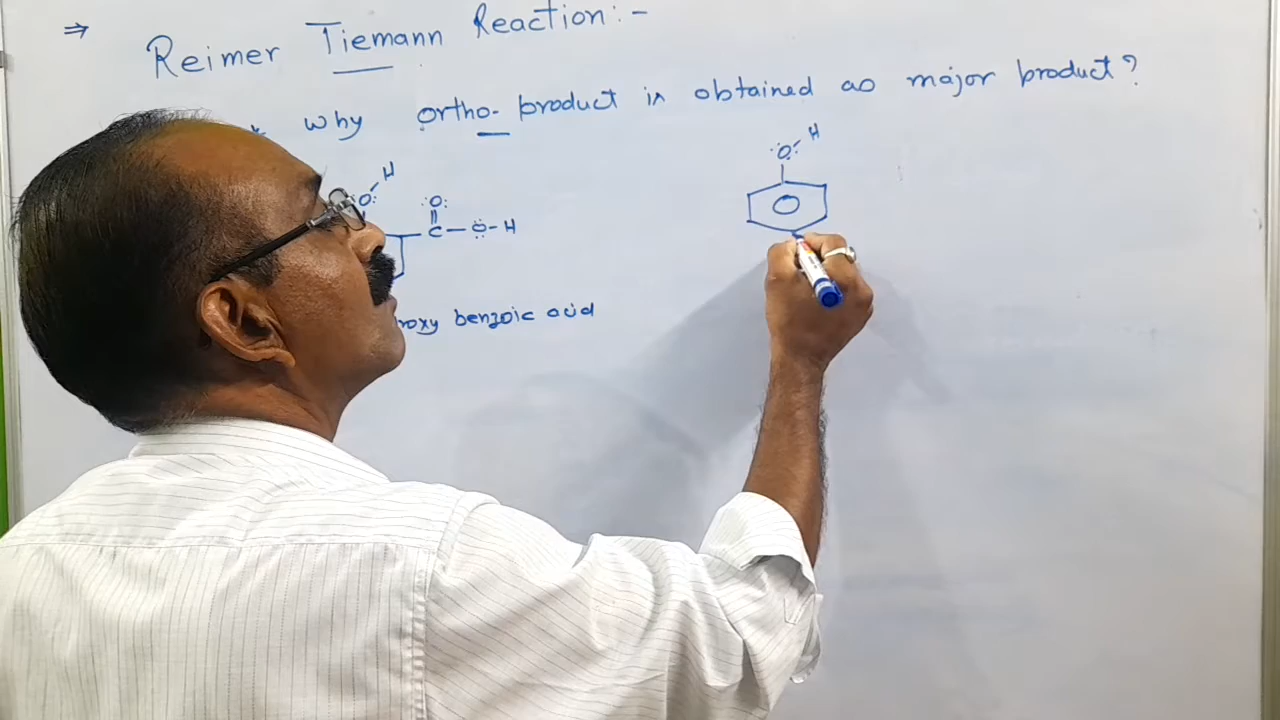 ⇒ Reimer Tiemann Reaction:-
* why ortho- product is obtained as major product?
H
:Ö
H
:O:
O
C - O - H
roxy benzoic acid